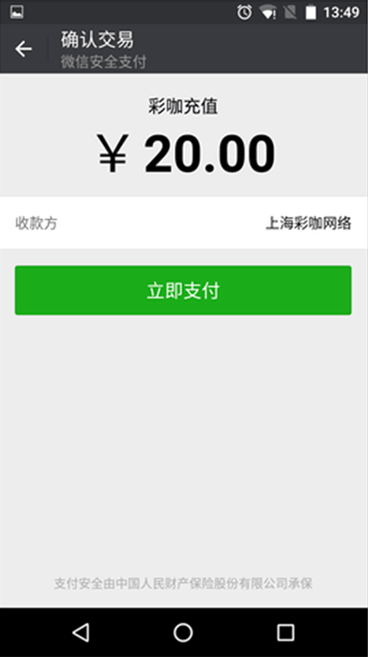 13:49
确认交易
微信安全支付
彩咖充值
¥ 20.00
收款方 上海彩咖网络
立即支付
支付安全由中国人民财产保险股份有限公司承保